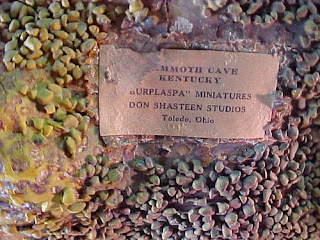 MMOTH CAVE
KENTUCKY
BURPLASPA" MINIATURES
DON SHASTEEN STUDIOS
Toledo, Ohio